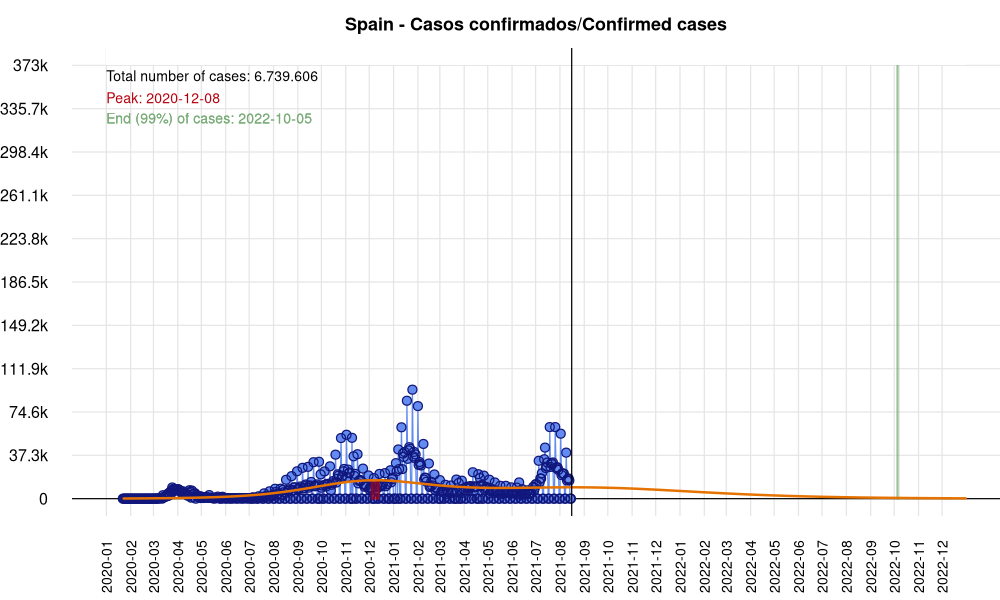 Spain - Casos confirmados/Confirmed cases
Total number of cases: 6.739.606
Peak: 2020-12-08
End (99%) of cases: 2022-10-05
373k
335.7k
298.4k
261.1k
223.8k
186.5k
149.2k
111.9k
74.6k
37.3k
0
2020-01
2020-02
2020-03
2020-04
2020-05
2020-06
2020-07
2020-08
2020-09
2020-10
2020-11
2020-12
2021-01
2021-02
2021-03
2021-04
2021-05
2021-06
2021-07
2021-08
2021-09
2021-10
2021-11
2021-12
2022-01
2022-02
2022-03
2022-04
2022-05
2022-06
2022-07
2022-08
2022-09
2022-10
2022-11
2022-12